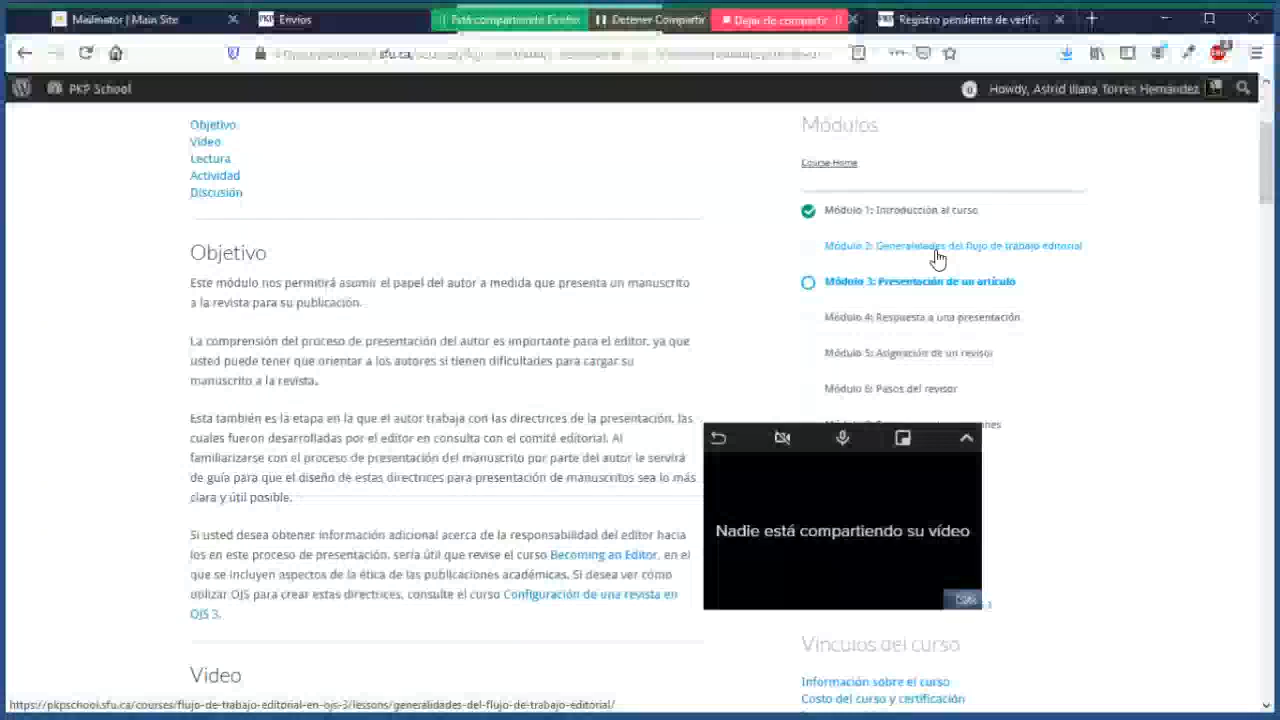 Mailinator | Main Site
PKP Envíos
Está compartiendo Firefox
Detener Compartir
Dejar de compartir
PKP Registro pendiente de verific
PKP School
0
Howdy, Astrid Iliana Torres Hernandez
Objetivo
Vídeo
Lectura
Actividad
Discusión
Objetivo
Este módulo nos permitirá asumir el papel del autor a medida que presenta un manuscrito
a la revista para su publicación.
La comprensión del proceso de presentación del autor es importante para el editor, ya que
usted puede tener que orientar a los autores si tienen dificultades para cargar su
manuscrito a la revista.
Esta también es la etapa en la que el autor trabaja con las directrices de la presentación, las
cuales fueron desarrolladas por el editor en consulta con el comité editorial. Al
familiarizarse con el proceso de presentación del manuscrito por parte del autor le servirá
de guía para que el diseño de estas directrices para presentación de manuscritos sea lo más
clara y útil posible.
Si usted desea obtener información adicional acerca de la responsabilidad del editor hacia
los en este proceso de presentación, sería útil que revise el curso Becoming an Editor, en el
que se incluyen aspectos de la ética de las publicaciones académicas. Si desea ver cómo
utilizar OJS para crear estas directrices, consulte el curso Configuración de una revista en
OJS 3.
Video
Módulos
Course Home
Módulo 1: Introducción al curso
Módulo 2: Generalidades del flujo de trabajo editorial
Módulo 3: Presentación de un artículo
Módulo 4: Respuesta a una presentación
Módulo 5: Asignación de un revisor
Módulo 6: Pasos del revisor
Nadie está compartiendo su vídeo
Vínculos del curso
Información sobre el curso
Costo del curso y certificación
https://pkpschool.sfu.ca/courses/flujo-de-trabajo-editorial-en-ojs-3/lessons/generalidades-del-flujo-de-trabajo-editorial/